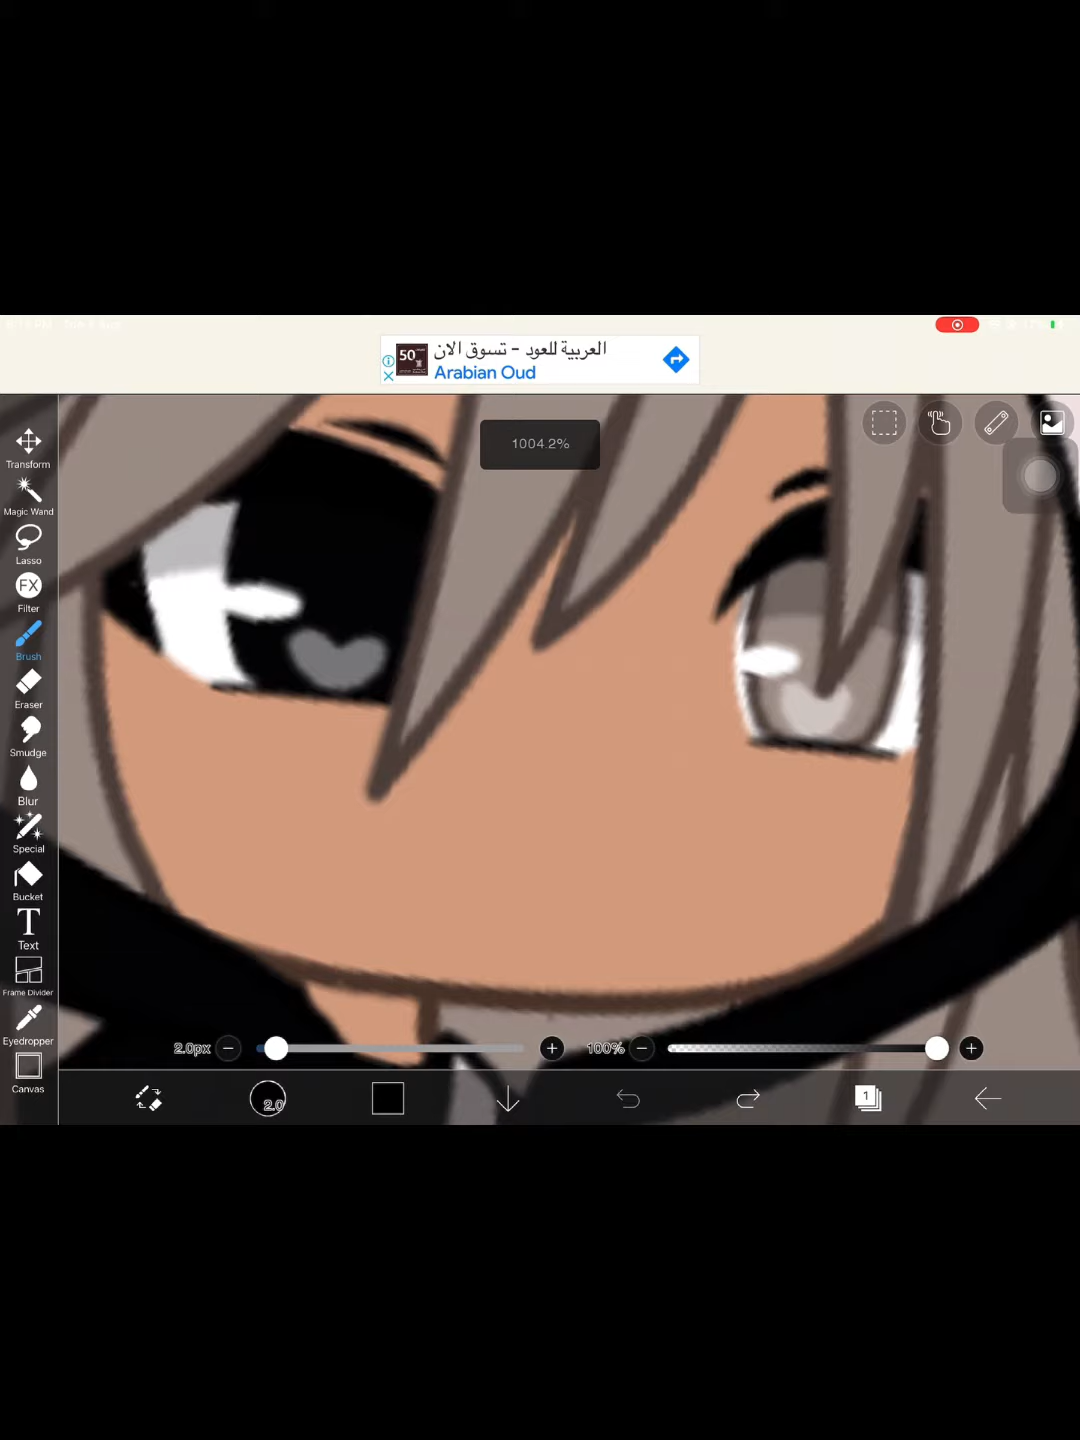 50%
العربية للعود - تسوق الان
Arabian Oud
1004.2%
Transform
Magic Wand
Lasso
FX
Filter
Brush
Eraser
Smudge
Blur
Special
Bucket
T
Text
Frame Divider
Eyedropper
Canvas
2.0px
100%
2.0
1